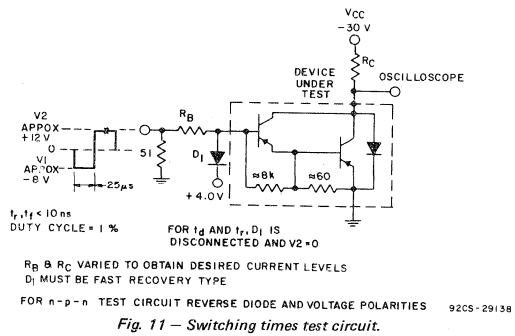 VCC
-30 V
RC
DEVICE
UNDER
TEST
OSCILLOSCOPE
V2
APPOX
+12 V
0
V1
APPOX
-8 V
25µs
51
RB
D1
+4.0V
≈8k
≈60
tr,tf < 10 ns
DUTY CYCLE = 1 %
FOR td AND tr, D1 IS
DISCONNECTED AND V2=0
RB & RC VARIED TO OBTAIN DESIRED CURRENT LEVELS
D1 MUST BE FAST RECOVERY TYPE
FOR n-p-n TEST CIRCUIT REVERSE DIODE AND VOLTAGE POLARITIES
92CS-29138
Fig. 11 — Switching times test circuit.